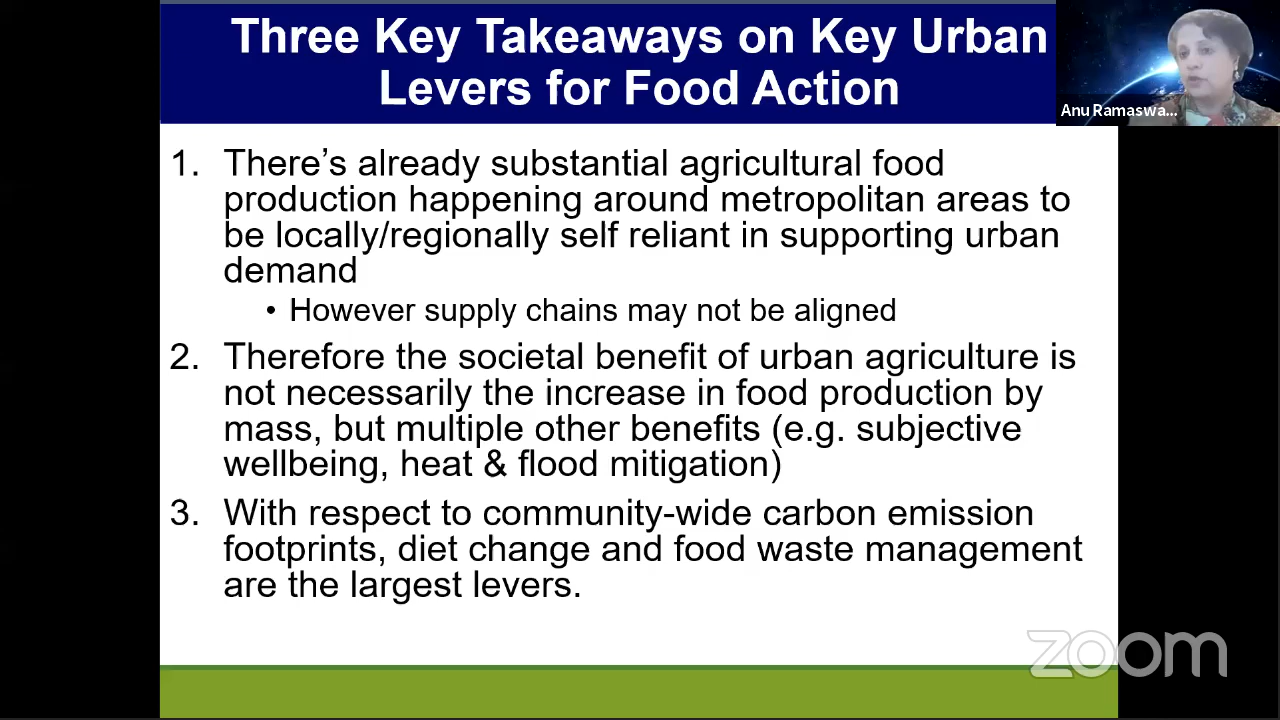 Three Key Takeaways on Key Urban
Levers for Food Action
Anu Ramaswa...
1. There's already substantial agricultural food
production happening around metropolitan areas to
be locally/regionally self reliant in supporting urban
demand
• However supply chains may not be aligned
2. Therefore the societal benefit of urban agriculture is
not necessarily the increase in food production by
mass, but multiple other benefits (e.g. subjective
wellbeing, heat & flood mitigation)
3. With respect to community-wide carbon emission
footprints, diet change and food waste management
are the largest levers.
zoom